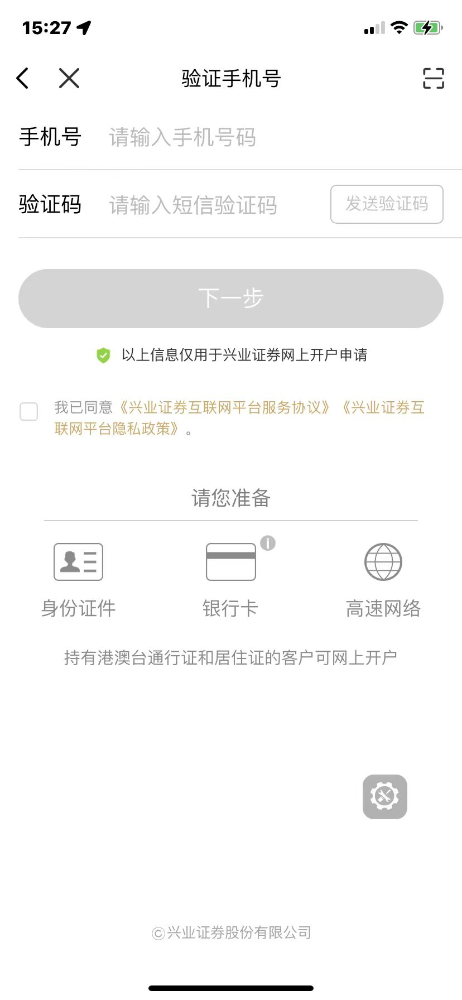 15:27
验证手机号
手机号 请输入手机号码
验证码 请输入短信验证码 发送验证码
下一步
以上信息仅用于兴业证券网上开户申请
我已同意《兴业证券互联网平台服务协议》《兴业证券互
联网平台隐私政策》。
请您准备
身份证件 银行卡 高速网络
持有港澳台通行证和居住证的客户可网上开户
©兴业证券股份有限公司